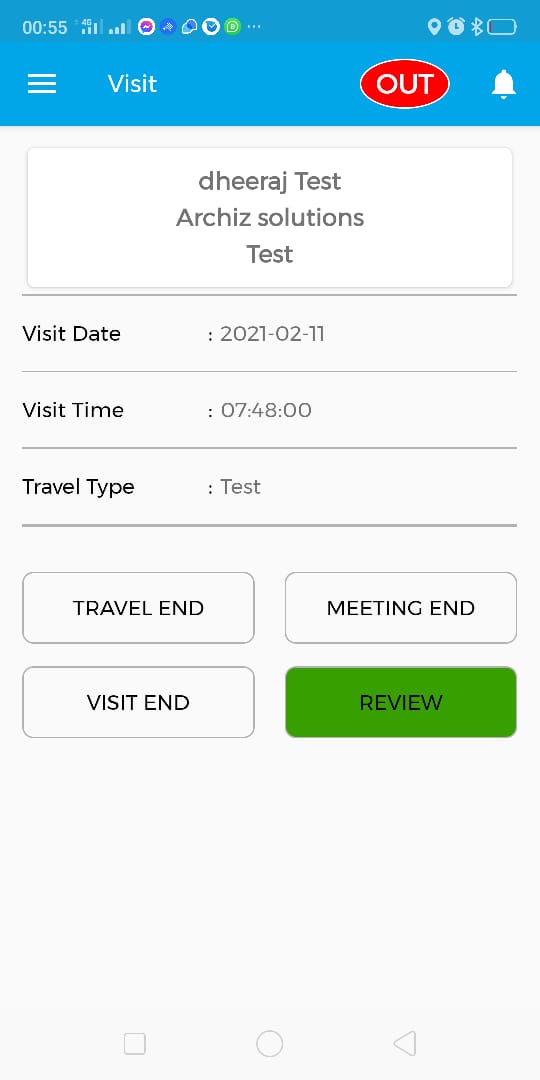 00:55 4G
Visit OUT
dheeraj Test
Archiz solutions
Test
Visit Date : 2021-02-11
Visit Time : 07:48:00
Travel Type : Test
TRAVEL END MEETING END
VISIT END REVIEW